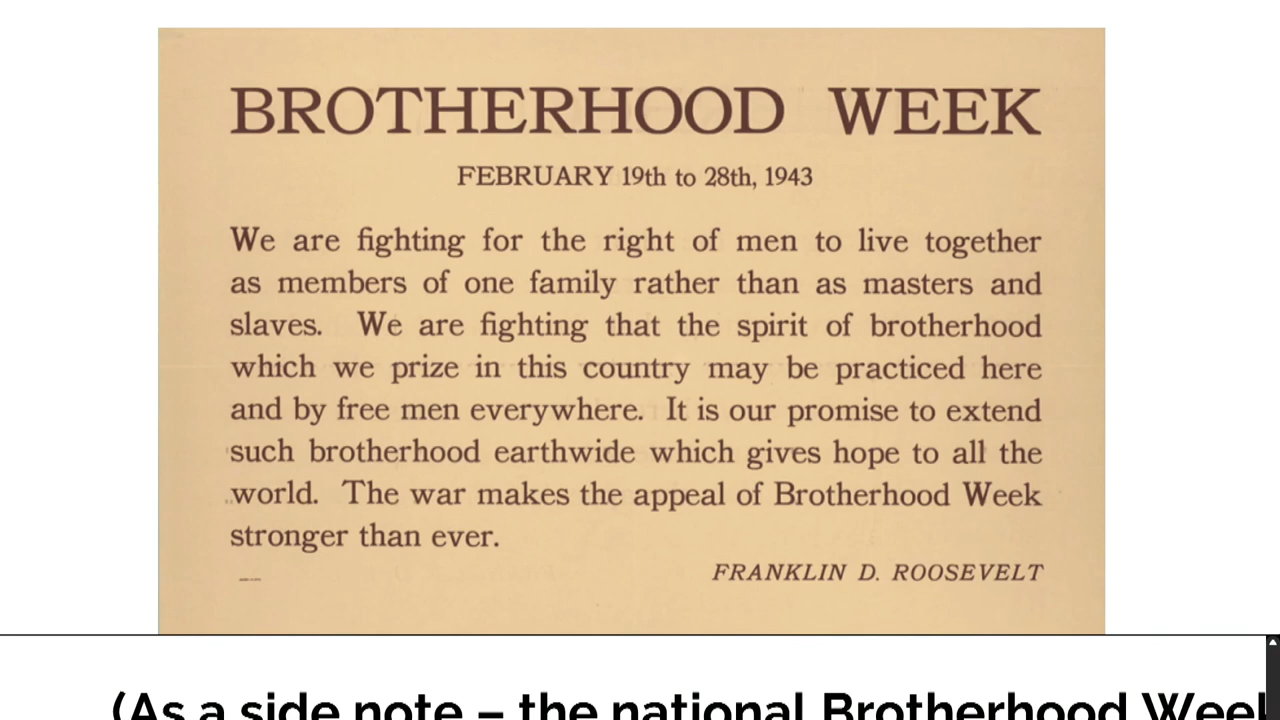 BROTHERHOOD WEEK
FEBRUARY 19th to 28th, 1943
We are fighting for the right of men to live together
as members of one family rather than as masters and
slaves. We are fighting that the spirit of brotherhood
which we prize in this country may be practiced here
and by free men everywhere. It is our promise to extend
such brotherhood earthwide which gives hope to all the
world. The war makes the appeal of Brotherhood Week
stronger than ever.
FRANKLIN D. ROOSEVELT
(As a side note – the national Brotherhood